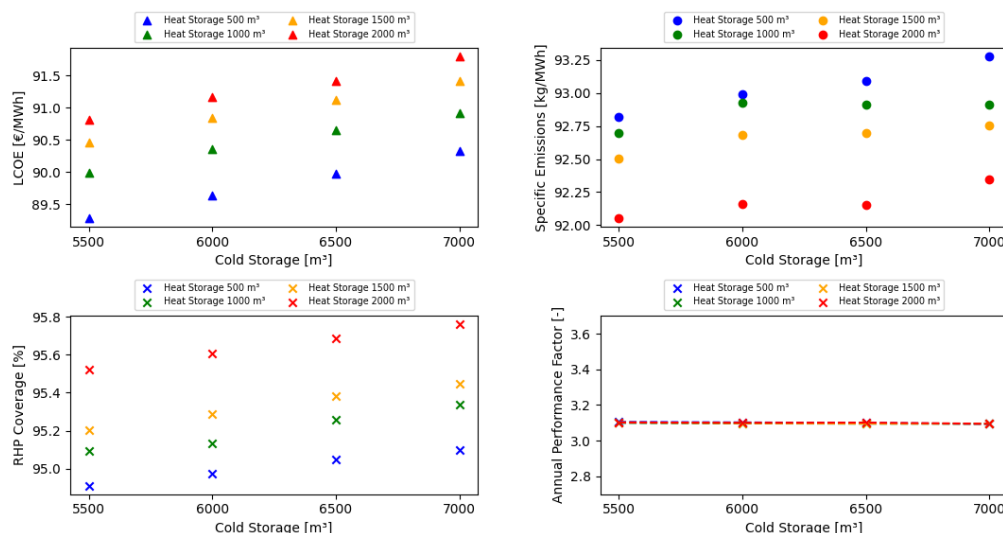 Heat Storage 500 m³ Heat Storage 1500 m³
Heat Storage 1000 m³ Heat Storage 2000 m³
LCOE [€/MWh]
91.5
91.0
90.5
90.0
89.5
5500 6000 6500 7000
Cold Storage [m³]
Heat Storage 500 m³ Heat Storage 1500 m³
Heat Storage 1000 m³ Heat Storage 2000 m³
Specific Emissions [kg/MWh]
93.25
93.00
92.75
92.50
92.25
92.00
5500 6000 6500 7000
Cold Storage [m³]
Heat Storage 500 m³ Heat Storage 1500 m³
Heat Storage 1000 m³ Heat Storage 2000 m³
RHP Coverage [%]
95.8
95.6
95.4
95.2
95.0
5500 6000 6500 7000
Cold Storage [m³]
Heat Storage 500 m³ Heat Storage 1500 m³
Heat Storage 1000 m³ Heat Storage 2000 m³
Annual Performance Factor [-]
3.6
3.4
3.2
3.0
2.8
5500 6000 6500 7000
Cold Storage [m³]